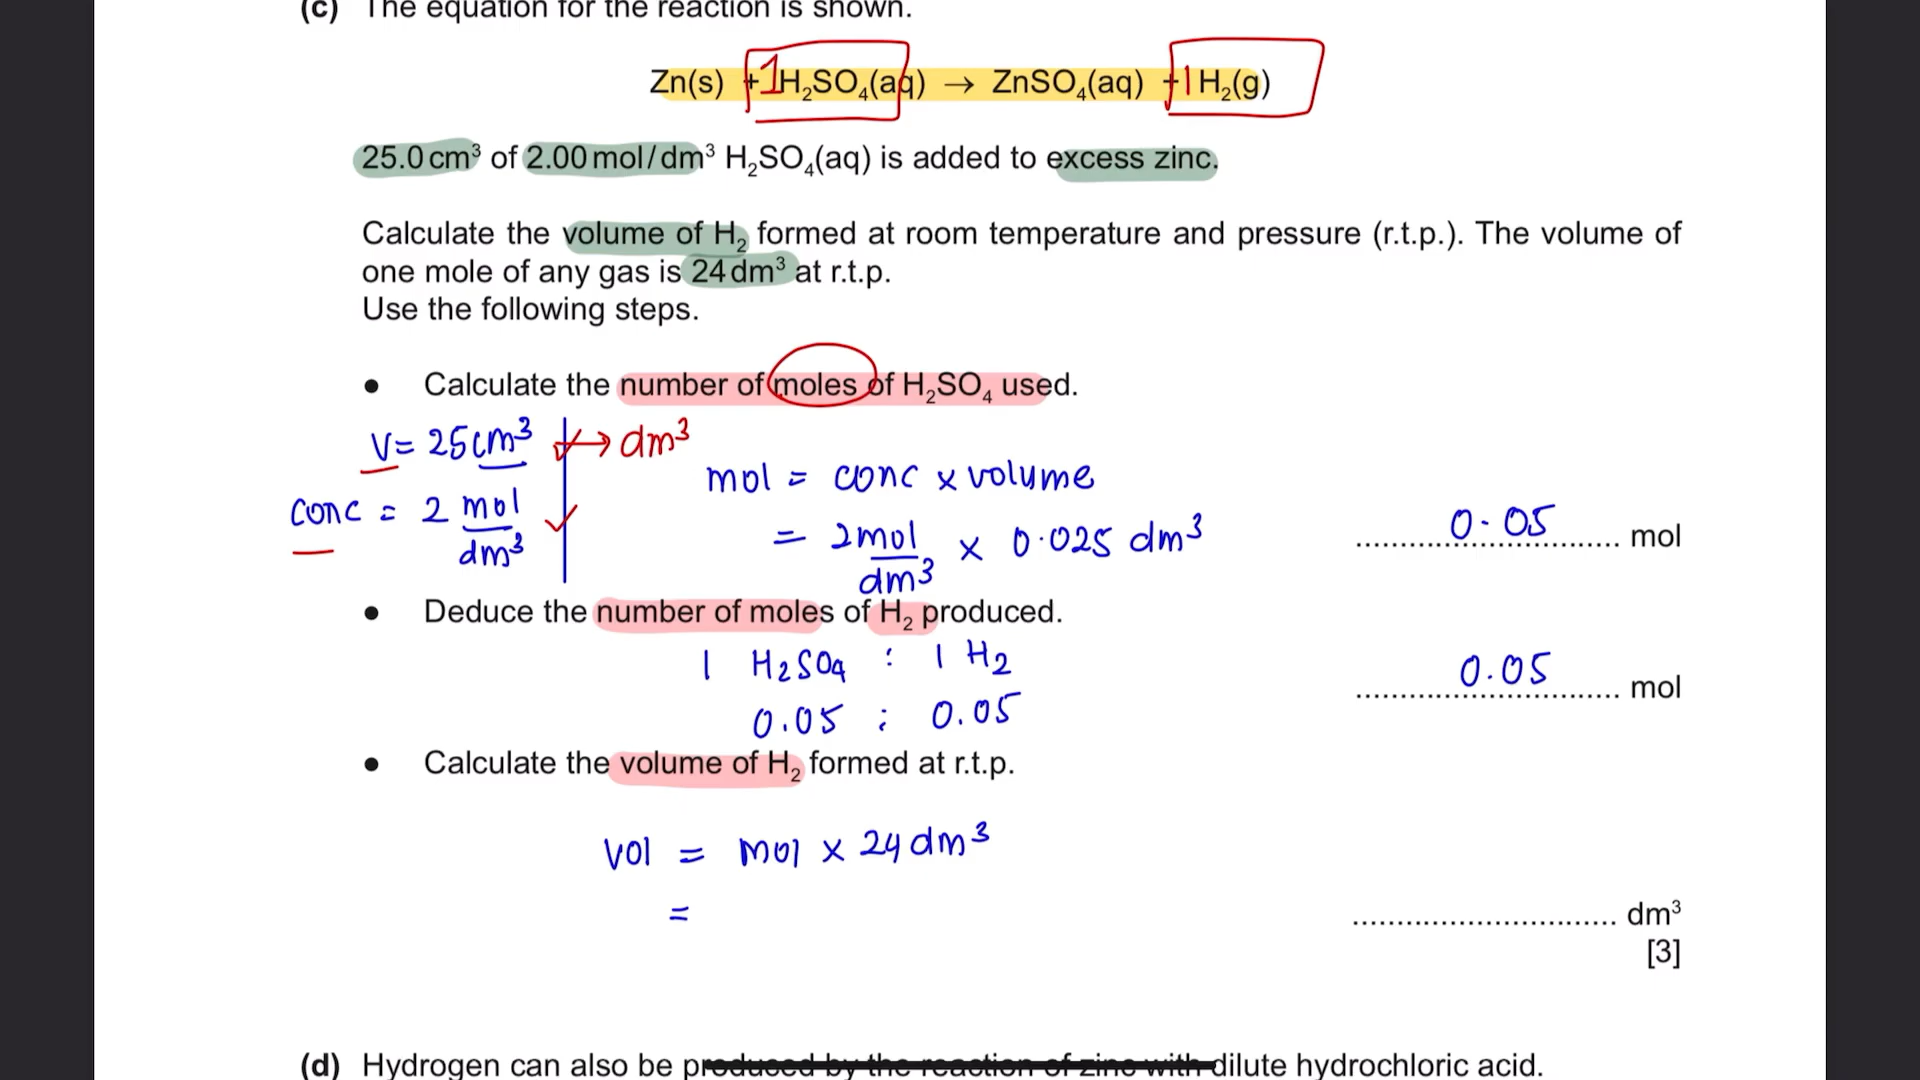 (c) The equation for the reaction is shown.
Zn(s) + 1 H₂SO₄(aq) → ZnSO₄(aq) + 1 H₂(g)
25.0 cm³ of 2.00 mol/dm³ H₂SO₄(aq) is added to excess zinc.
Calculate the volume of H₂ formed at room temperature and pressure (r.t.p.). The volume of
one mole of any gas is 24 dm³ at r.t.p.
Use the following steps.
• Calculate the number of moles of H₂SO₄ used.
V = 25 cm³ → dm³
conc = 2 mol/dm³
mol = conc × volume
= 2 mol/dm³ × 0.025 dm³
0.05 mol
• Deduce the number of moles of H₂ produced.
1 H₂SO₄ : 1 H₂
0.05 : 0.05
0.05 mol
• Calculate the volume of H₂ formed at r.t.p.
vol = mol × 24 dm³
=
dm³
[3]
(d) Hydrogen can also be produced by the reaction of zinc with dilute hydrochloric acid.